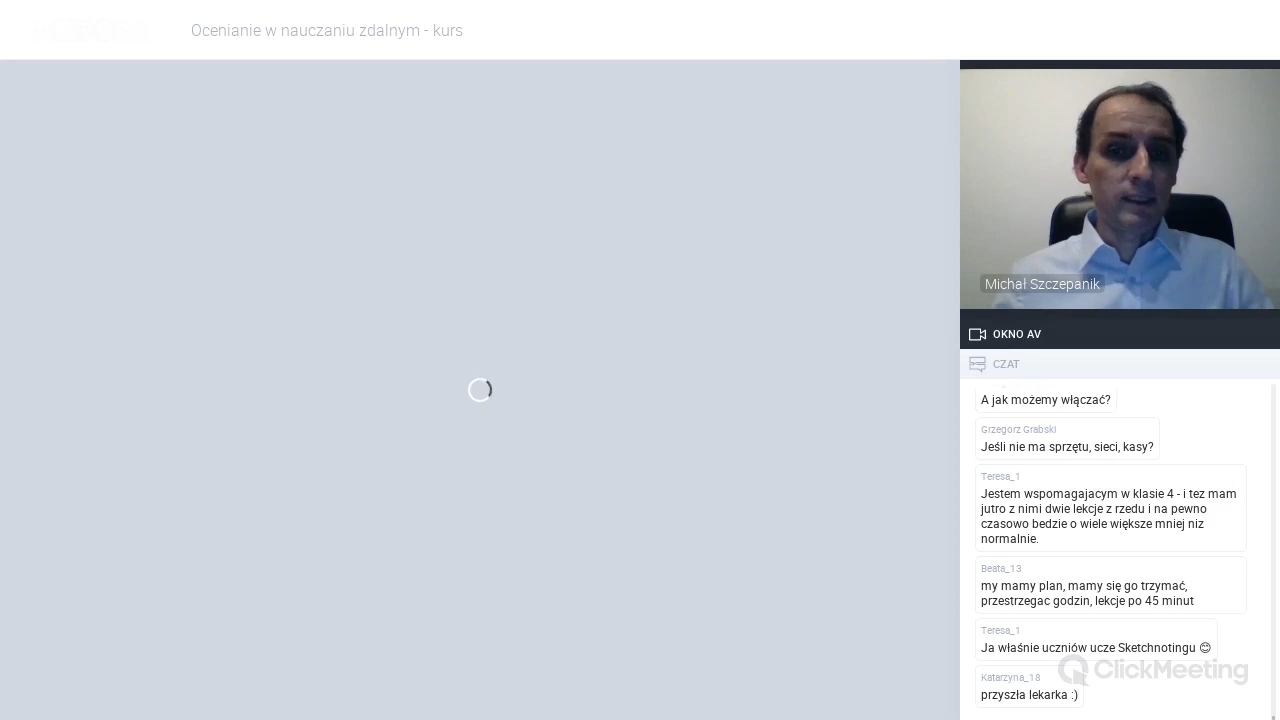 Ocenianie w nauczaniu zdalnym - kurs
Michał Szczepanik
OKNO AV
CZAT
A jak możemy włączać?
Grzegorz Grabski
Jeśli nie ma sprzętu, sieci, kasy?
Teresa_1
Jestem wspomagajacym w klasie 4 - i tez mam
jutro z nimi dwie lekcje z rzedu i na pewno
czasowo bedzie o wiele większe mniej niz
normalnie.
Beata_13
my mamy plan, mamy się go trzymać,
przestrzegac godzin, lekcje po 45 minut
Teresa_1
Ja właśnie uczniów ucze Sketchnotingu 😊
ClickMeeting
Katarzyna_18
przyszła lekarka :)